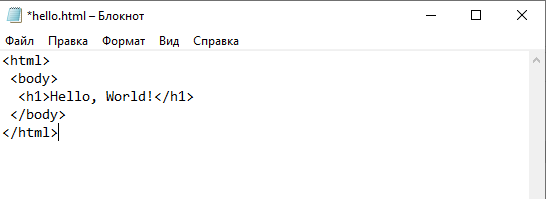 *hello.html – Блокнот
Файл Правка Формат Вид Справка
<html>
 <body>
  <h1>Hello, World!</h1>
 </body>
</html>